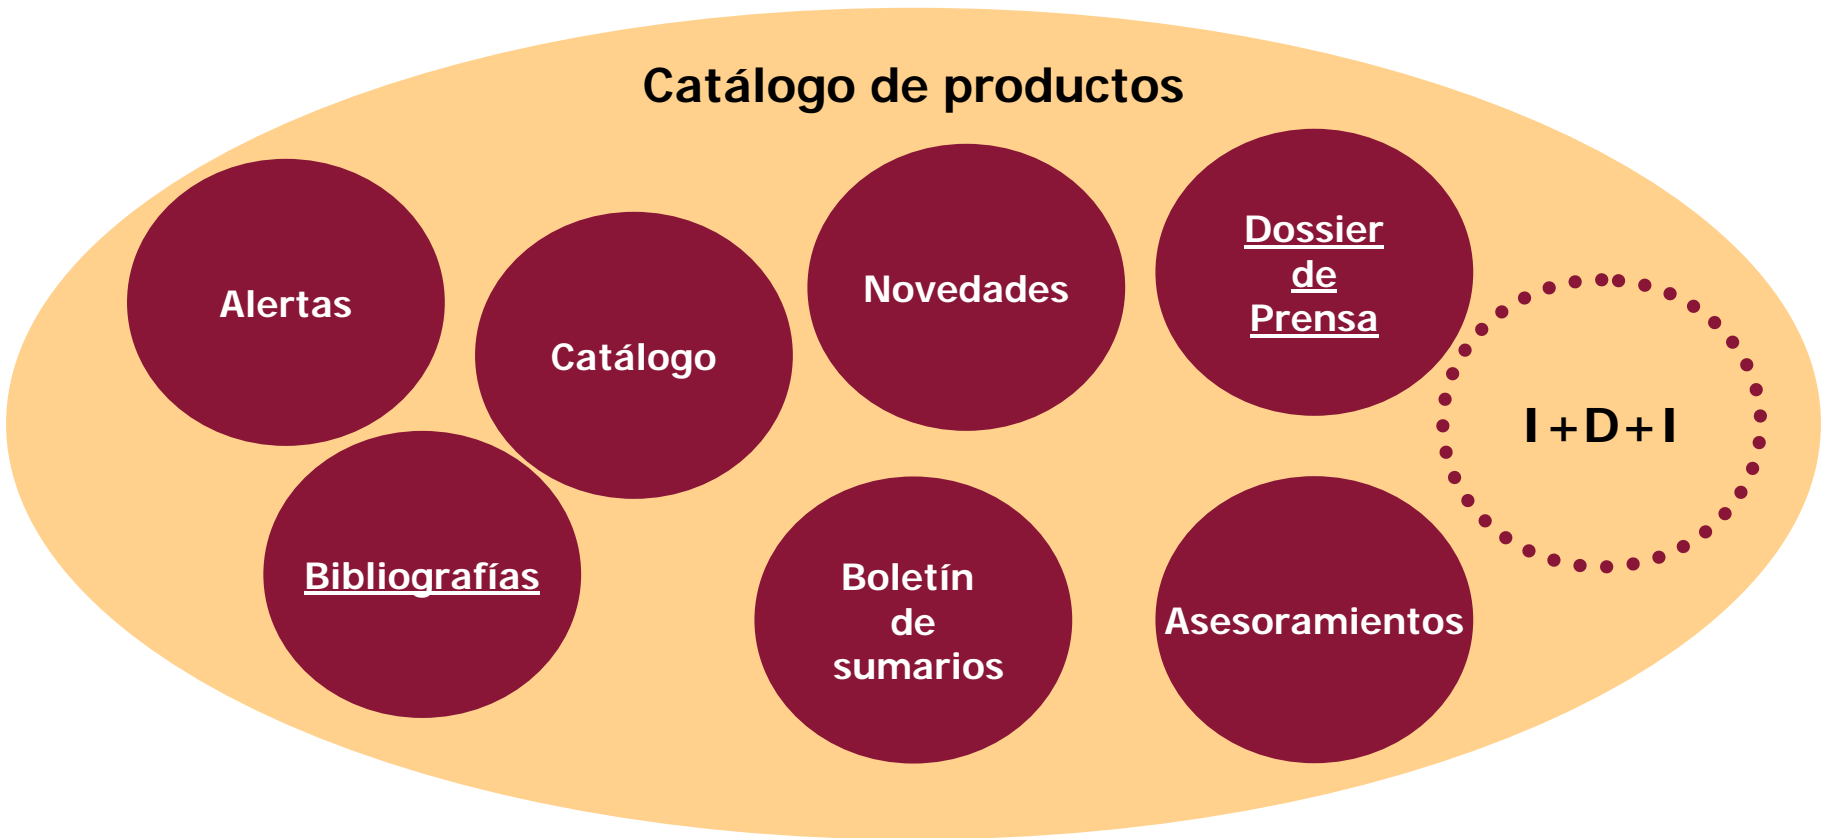 Catálogo de productos
Alertas
Catálogo
Novedades
Dossier
de
Prensa
I+D+I
Bibliografías
Boletín
de
sumarios
Asesoramientos